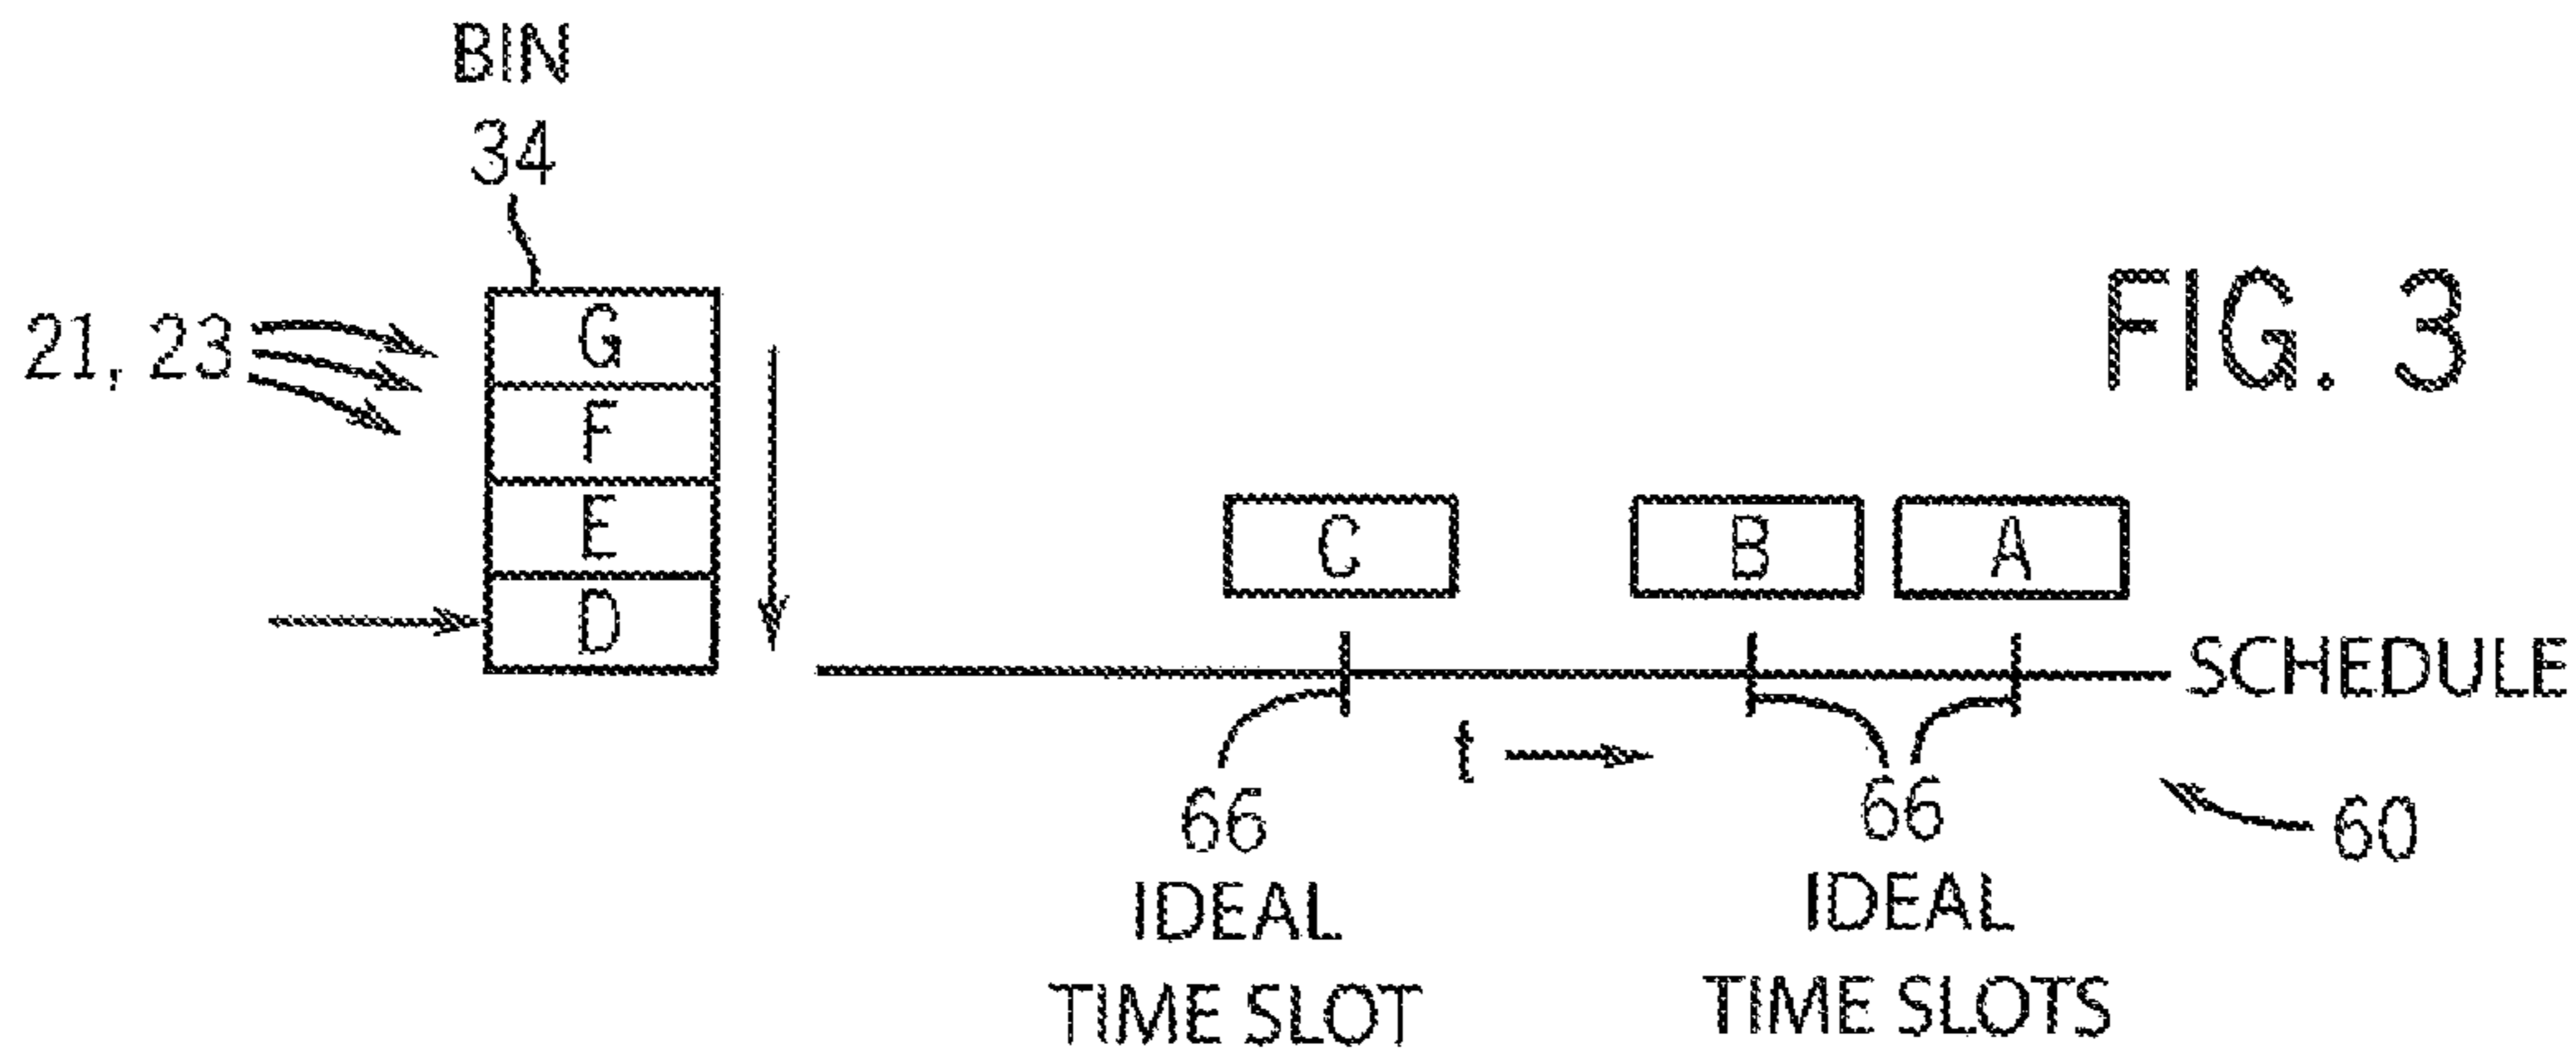 BIN
34
21, 23
G
F
E
D
FIG. 3
C
B
A
SCHEDULE
t
66
IDEAL
TIME SLOT
66
IDEAL
TIME SLOTS
60